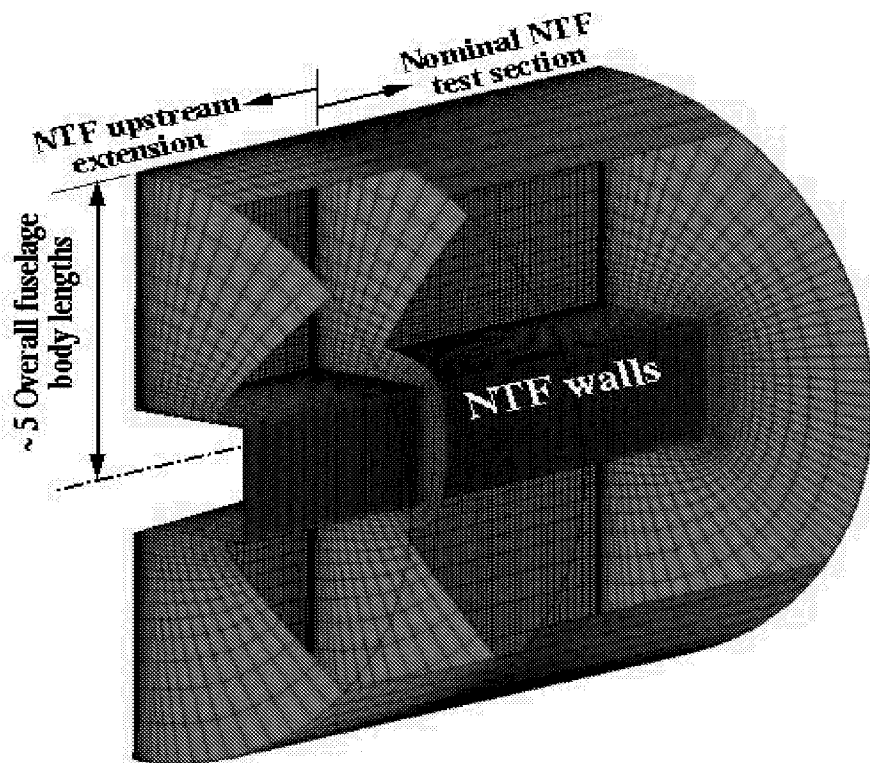 Nominal NTF
test section
NTF upstream
extension
~ 5 Overall fuselage
body lengths
NTF walls